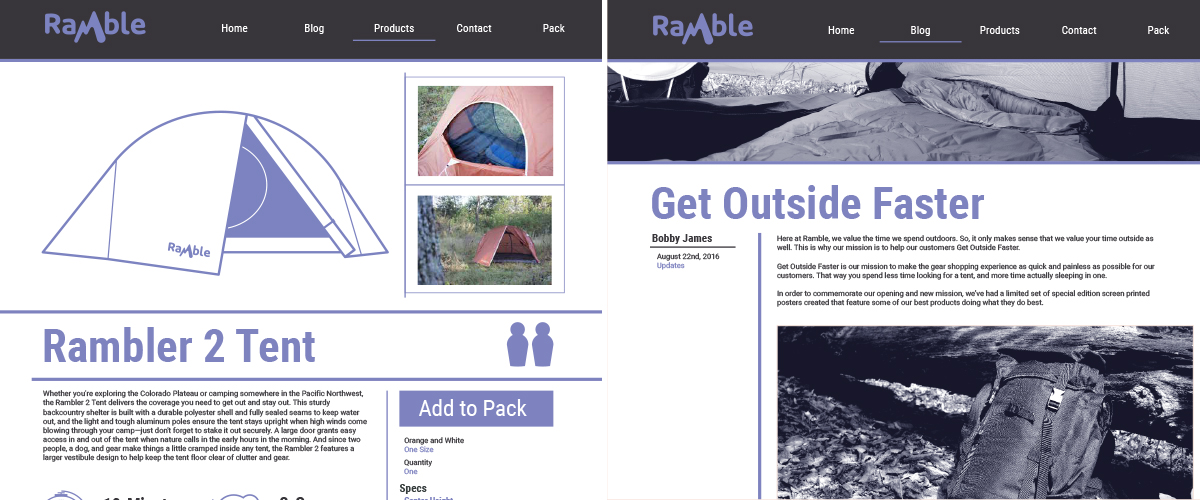 RaMble
Home
Blog
Products
Contact
Pack
RaMble
Rambler 2 Tent
Whether you're exploring the Colorado Plateau or camping somewhere in the Pacific Northwest,
the Rambler 2 Tent delivers the coverage you need to get out and stay out. This sturdy
backcountry shelter is built with a durable polyester shell and fully sealed seams to keep water
out, and the light and tough aluminum poles ensure the tent stays upright when high winds come
blowing through your camp—just don't forget to stake it out securely. A large door grants easy
access in and out of the tent when nature calls in the early hours in the morning. And since two
people, a dog, and gear make things a little cramped inside any tent, the Rambler 2 features a
larger vestibule design to help keep the tent floor clear of clutter and gear.
Add to Pack
Orange and White
One Size
Quantity
One
Specs
Center Height
RaMble
Home
Blog
Products
Contact
Pack
Get Outside Faster
Bobby James
August 22nd, 2016
Updates
Here at Ramble, we value the time we spend outdoors. So, it only makes sense that we value your time outside as
well. This is why our mission is to help our customers Get Outside Faster.
Get Outside Faster is our mission to make the gear shopping experience as quick and painless as possible for our
customers. That way you spend less time looking for a tent, and more time actually sleeping in one.
In order to commemorate our opening and new mission, we've had a limited set of special edition screen printed
posters created that feature some of our best products doing what they do best.